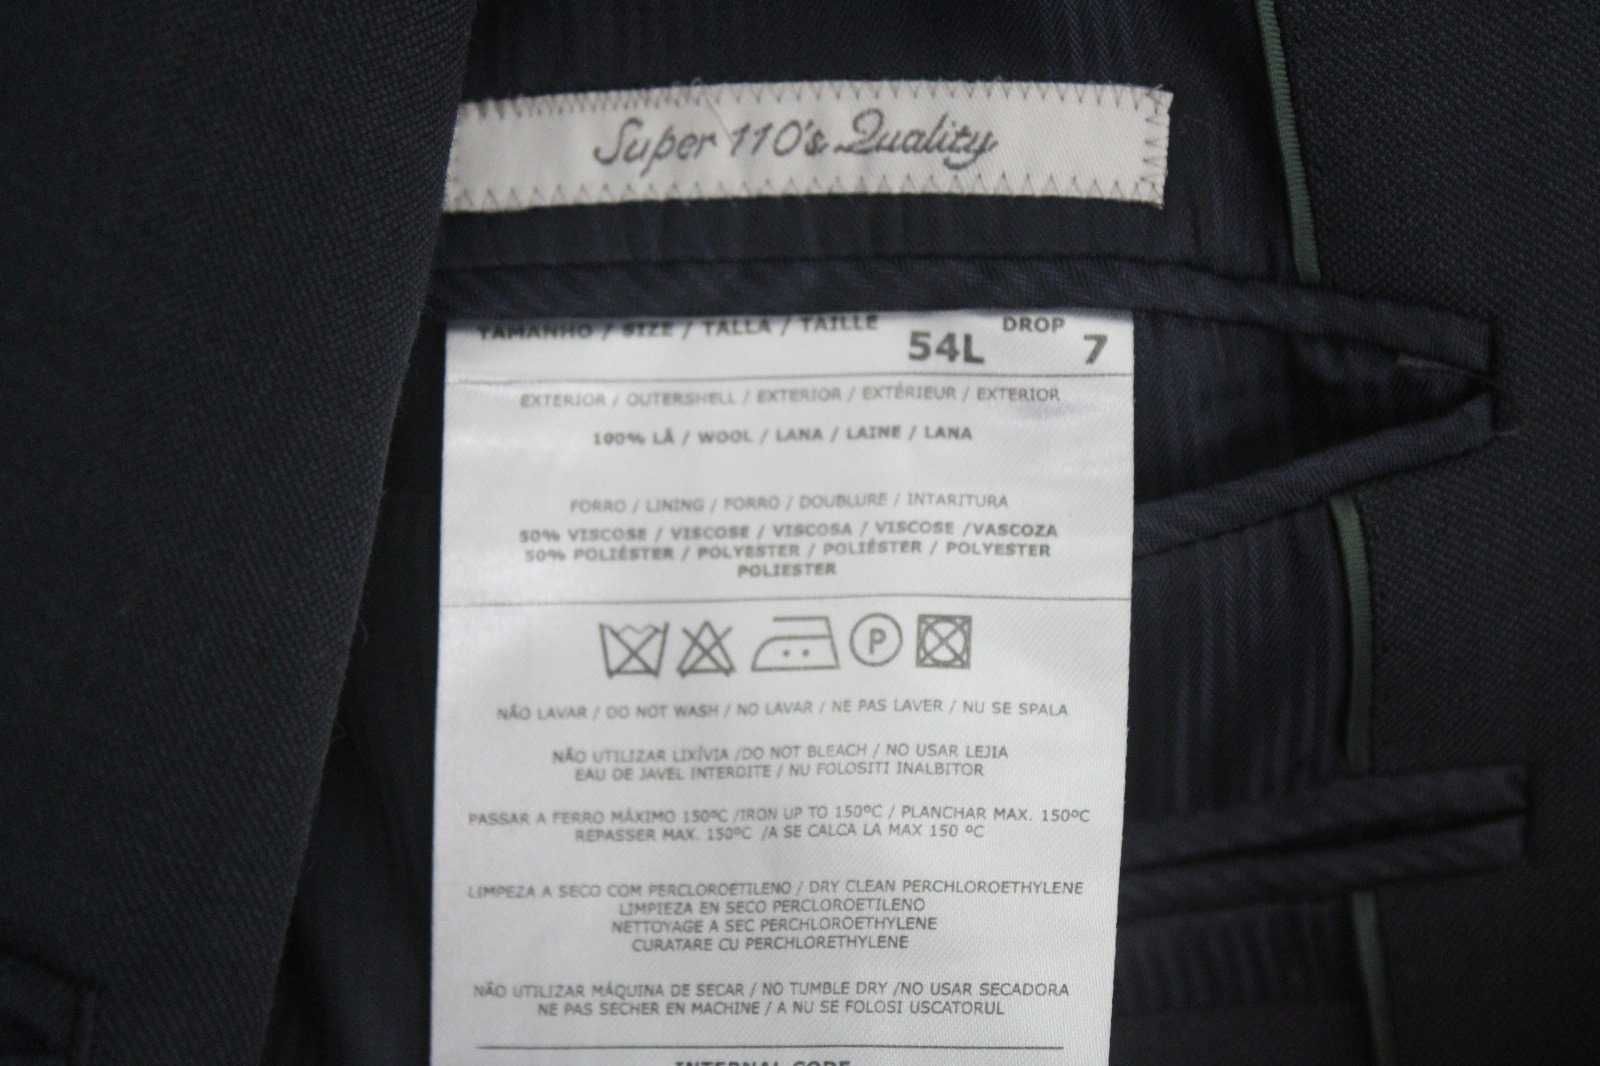 Super 110's Quality
TAMANHO / SIZE / TALLA / TAILLE
54L
DROP
7
EXTERIOR / OUTERSHELL / EXTERIOR / EXTÉRIEUR / EXTERIOR
100% LÃ / WOOL / LANA / LAINE / LANA
FORRO / LINING / FORRO / DOUBLURE / INTARITURA
50% VISCOSE / VISCOSE / VISCOSA / VISCOSE /VASCOZA
50% POLIÉSTER / POLYESTER / POLIÉSTER / POLYESTER
POLIESTER
P
NÃO LAVAR / DO NOT WASH / NO LAVAR / NE PAS LAVER / NU SE SPALA
NÃO UTILIZAR LIXÍVIA /DO NOT BLEACH / NO USAR LEJIA
EAU DE JAVEL INTERDITE / NU FOLOSITI INALBITOR
PASSAR A FERRO MÁXIMO 150ºC /IRON UP TO 150ºC / PLANCHAR MAX. 150ºC
REPASSER MAX. 150ºC /A SE CALCA LA MAX 150 ºC
LIMPEZA A SECO COM PERCLOROETILENO / DRY CLEAN PERCHLOROETHYLENE
LIMPIEZA EN SECO PERCLOROETILENO
NETTOYAGE A SEC PERCHLOROETHYLENE
CURATARE CU PERCHLORETHYLENE
NÃO UTILIZAR MÁQUINA DE SECAR / NO TUMBLE DRY /NO USAR SECADORA
NE PAS SECHER EN MACHINE / A NU SE FOLOSI USCATORUL
INTERNAL CODE